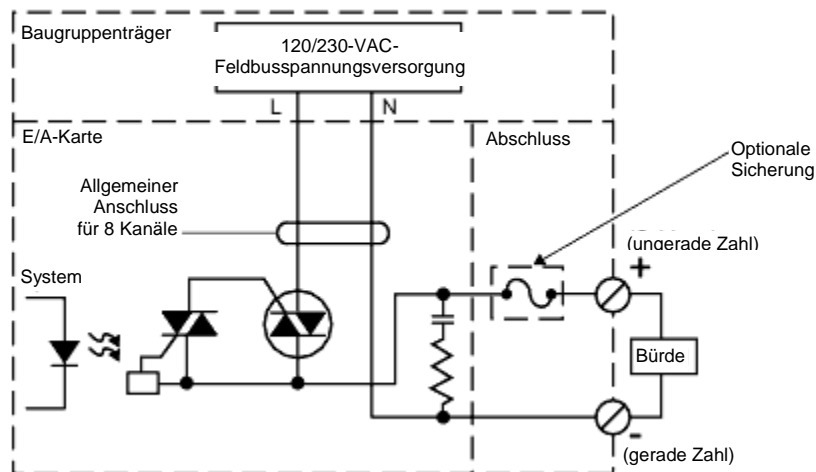 Baugruppenträger
120/230-VAC-
Feldbusspannungsversorgung
L
N
E/A-Karte
Abschluss
Optionale
Sicherung
Allgemeiner
Anschluss
für 8 Kanäle
(ungerade Zahl)
+
System
Bürde
-
(gerade Zahl)